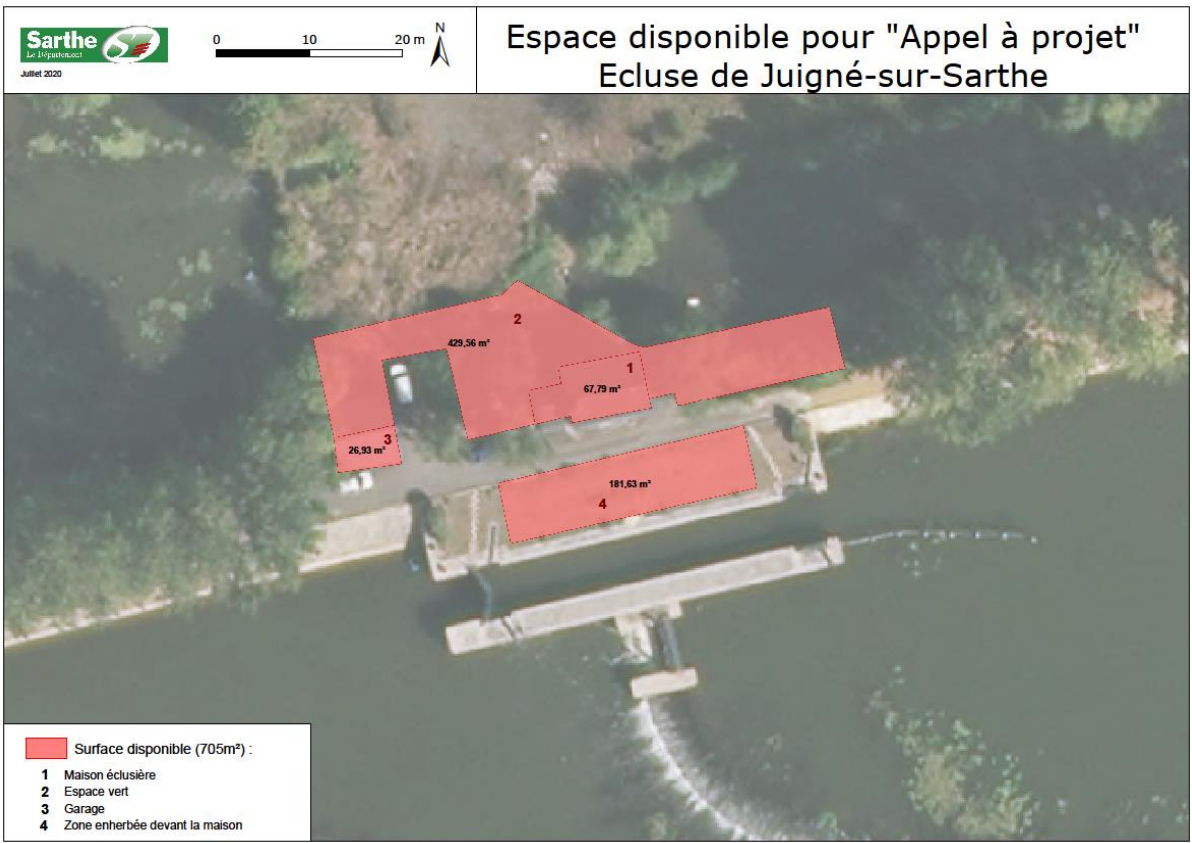 Sarthe
Le Département
Juillet 2020
0 10 20 m
N
Espace disponible pour "Appel à projet"
Ecluse de Juigné-sur-Sarthe
2
429,56 m²
1
67,79 m²
3
26,93 m²
181,63 m²
4
Surface disponible (705m²) :
1 Maison éclusière
2 Espace vert
3 Garage
4 Zone enherbée devant la maison